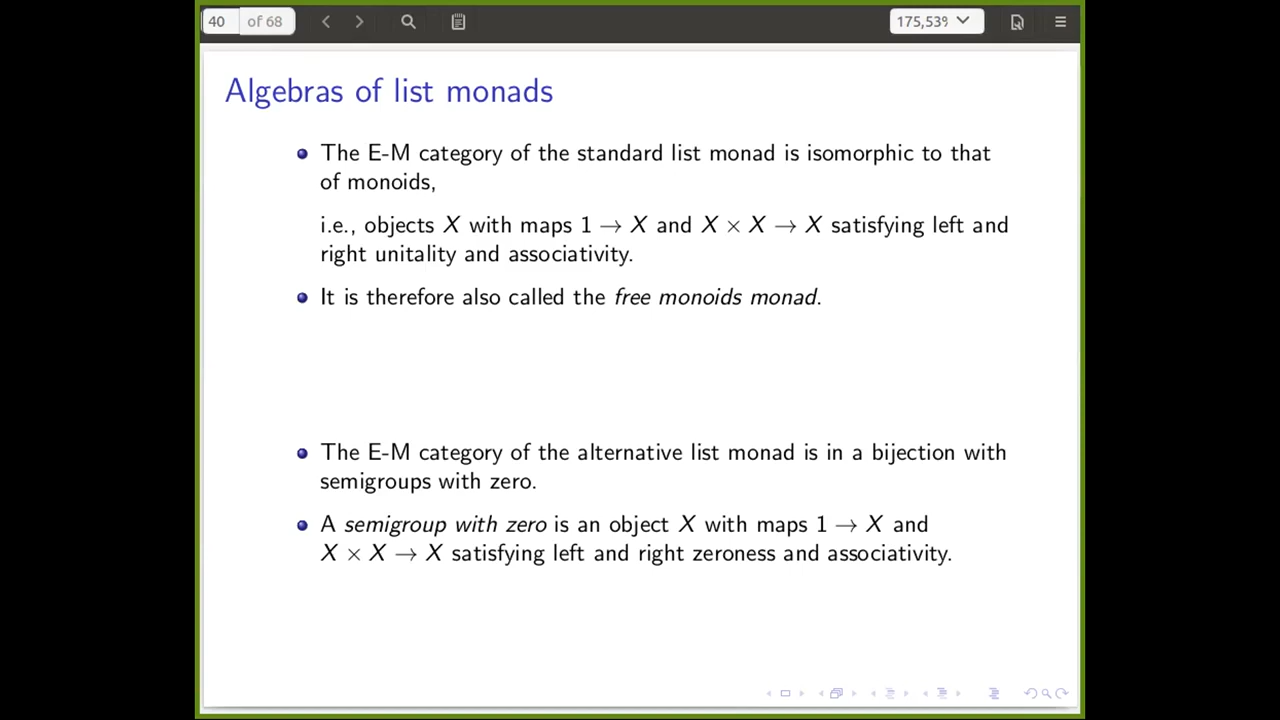 40 of 68 175,53%
Algebras of list monads
The E-M category of the standard list monad is isomorphic to that
of monoids,
i.e., objects X with maps 1 → X and X × X → X satisfying left and
right unitality and associativity.
It is therefore also called the free monoids monad.
The E-M category of the alternative list monad is in a bijection with
semigroups with zero.
A semigroup with zero is an object X with maps 1 → X and
X × X → X satisfying left and right zeroness and associativity.